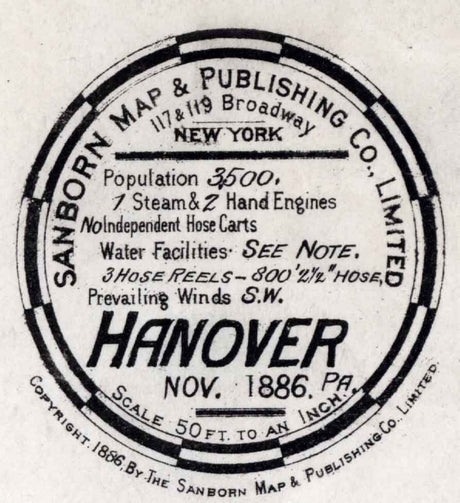 SANBORN MAP & PUBLISHING CO., LIMITED
117 & 119 Broadway
NEW YORK
Population 3,500.
1 Steam & 2 Hand Engines
No Independent Hose Carts
Water Facilities· SEE NOTE.
3 HOSE REELS - 800' 2½" HOSE,
Prevailing Winds S.W.
HANOVER
NOV. 1886. PA.
SCALE 50 FT. TO AN INCH.
COPYRIGHT. 1886. BY. THE SANBORN MAP & PUBLISHING CO. LIMITED.